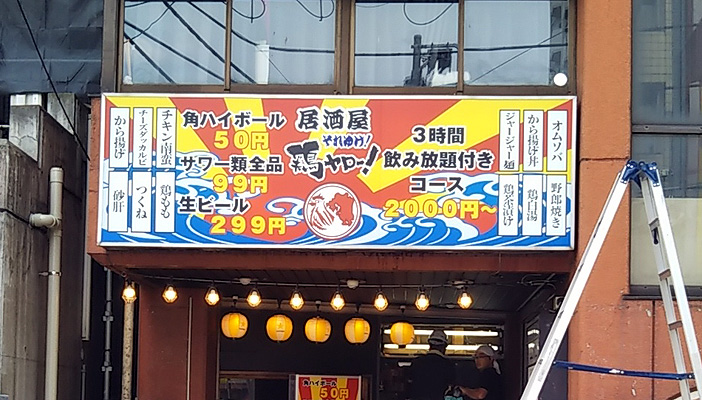 チキン南蛮
チーズタッカルビ
から揚げ
鶏もも
つくね
砂肝
角ハイボール
50円
サワー類全品
99円
生ビール
299円
居酒屋
それゆけ!
鶏ヤロー!
3時間
飲み放題付き
コース
2000円~
オムソバ
から揚げ丼
ジャージャー麺
野郎焼き
鶏白湯
鶏茶漬け
角ハイボール
50円